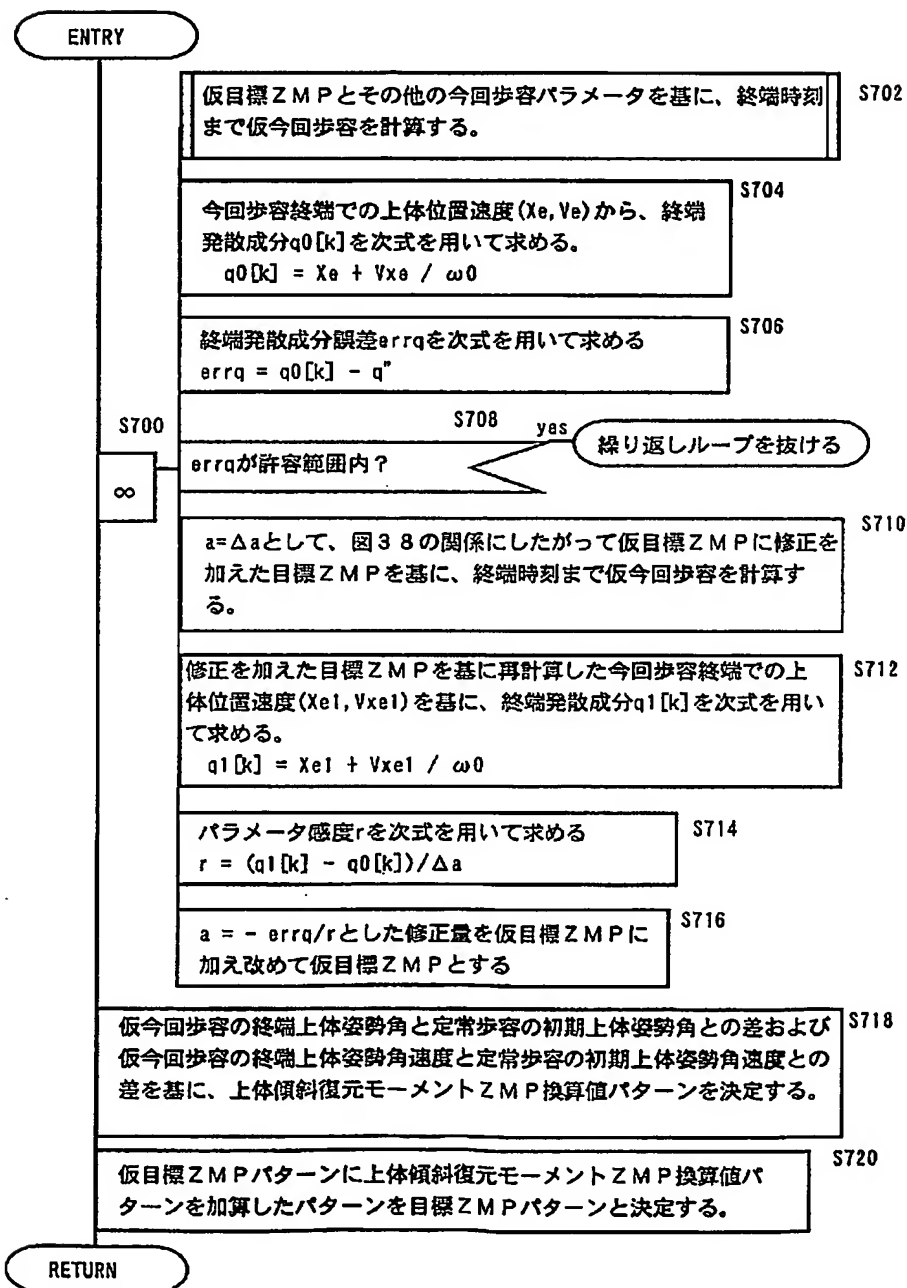 ENTRY
仮目標ZMPとその他の今回歩容パラメータを基に、終端時刻
まで仮今回歩容を計算する。
S702
今回歩容終端での上体位置速度(Xe,Ve)から、終端
発散成分q0[k]を次式を用いて求める。
q0[k] = Xe + Vxe / ω0
S704
終端発散成分誤差errqを次式を用いて求める
errq = q0[k] - q"
S706
S700
∞
S708
errqが許容範囲内?
yes
繰り返しループを抜ける
a=Δaとして、図38の関係にしたがって仮目標ZMPに修正を
加えた目標ZMPを基に、終端時刻まで仮今回歩容を計算す
る。
S710
修正を加えた目標ZMPを基に再計算した今回歩容終端での上
体位置速度(Xe1,Vxe1)を基に、終端発散成分q1[k]を次式を用い
て求める。
q1[k] = Xe1 + Vxe1 / ω0
S712
パラメータ感度rを次式を用いて求める
r = (q1[k] - q0[k])/Δa
S714
a = - errq/rとした修正量を仮目標ZMPに
加え改めて仮目標ZMPとする
S716
仮今回歩容の終端上体姿勢角と定常歩容の初期上体姿勢角との差および
仮今回歩容の終端上体姿勢角速度と定常歩容の初期上体姿勢角速度との
差を基に、上体傾斜復元モーメントZMP換算値パターンを決定する。
S718
仮目標ZMPパターンに上体傾斜復元モーメントZMP換算値パ
ターンを加算したパターンを目標ZMPパターンと決定する。
S720
RETURN